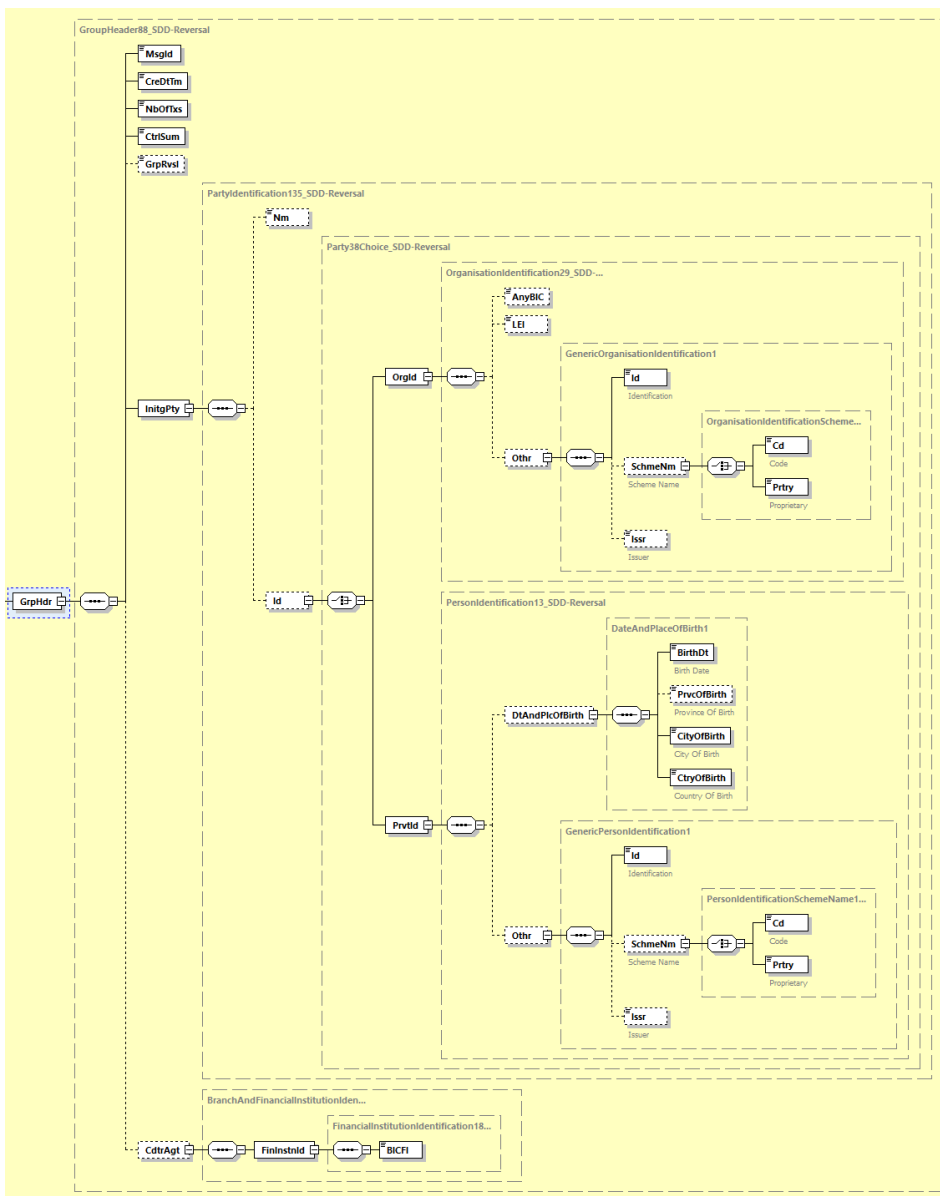 GroupHeader88_SDD-Reversal
MsgId
CreDtTm
NbOfTxs
CtrlSum
GrpRvsl
PartyIdentification135_SDD-Reversal
Nm
Party38Choice_SDD-Reversal
OrganisationIdentification29_SDD-...
AnyBIC
LEI
GenericOrganisationIdentification1
OrgId
Id
Identification
InitgPty
OrganisationIdentificationScheme...
Cd
Code
Othr
SchmeNm
Scheme Name
Prtry
Proprietary
Issr
Issuer
GrpHdr
Id
PersonIdentification13_SDD-Reversal
DateAndPlaceOfBirth1
BirthDt
Birth Date
PrvcOfBirth
Province Of Birth
DtAndPlcOfBirth
CityOfBirth
City Of Birth
CtryOfBirth
Country Of Birth
PrvtId
GenericPersonIdentification1
Id
Identification
PersonIdentificationSchemeName1...
Cd
Code
Othr
SchmeNm
Scheme Name
Prtry
Proprietary
Issr
Issuer
BranchAndFinancialInstitutionIden...
FinancialInstitutionIdentification18...
CdtrAgt
FinInstnId
BICFI